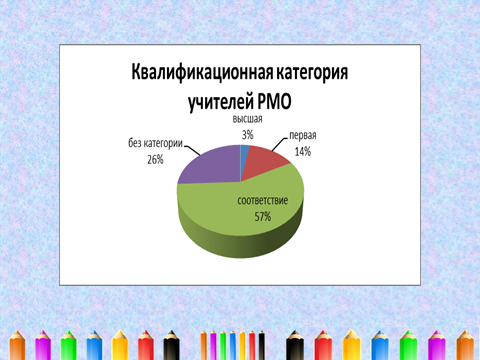 Квалификационная категория
учителей РМО
высшая
3%
первая
14%
соответствие
57%
без категории
26%